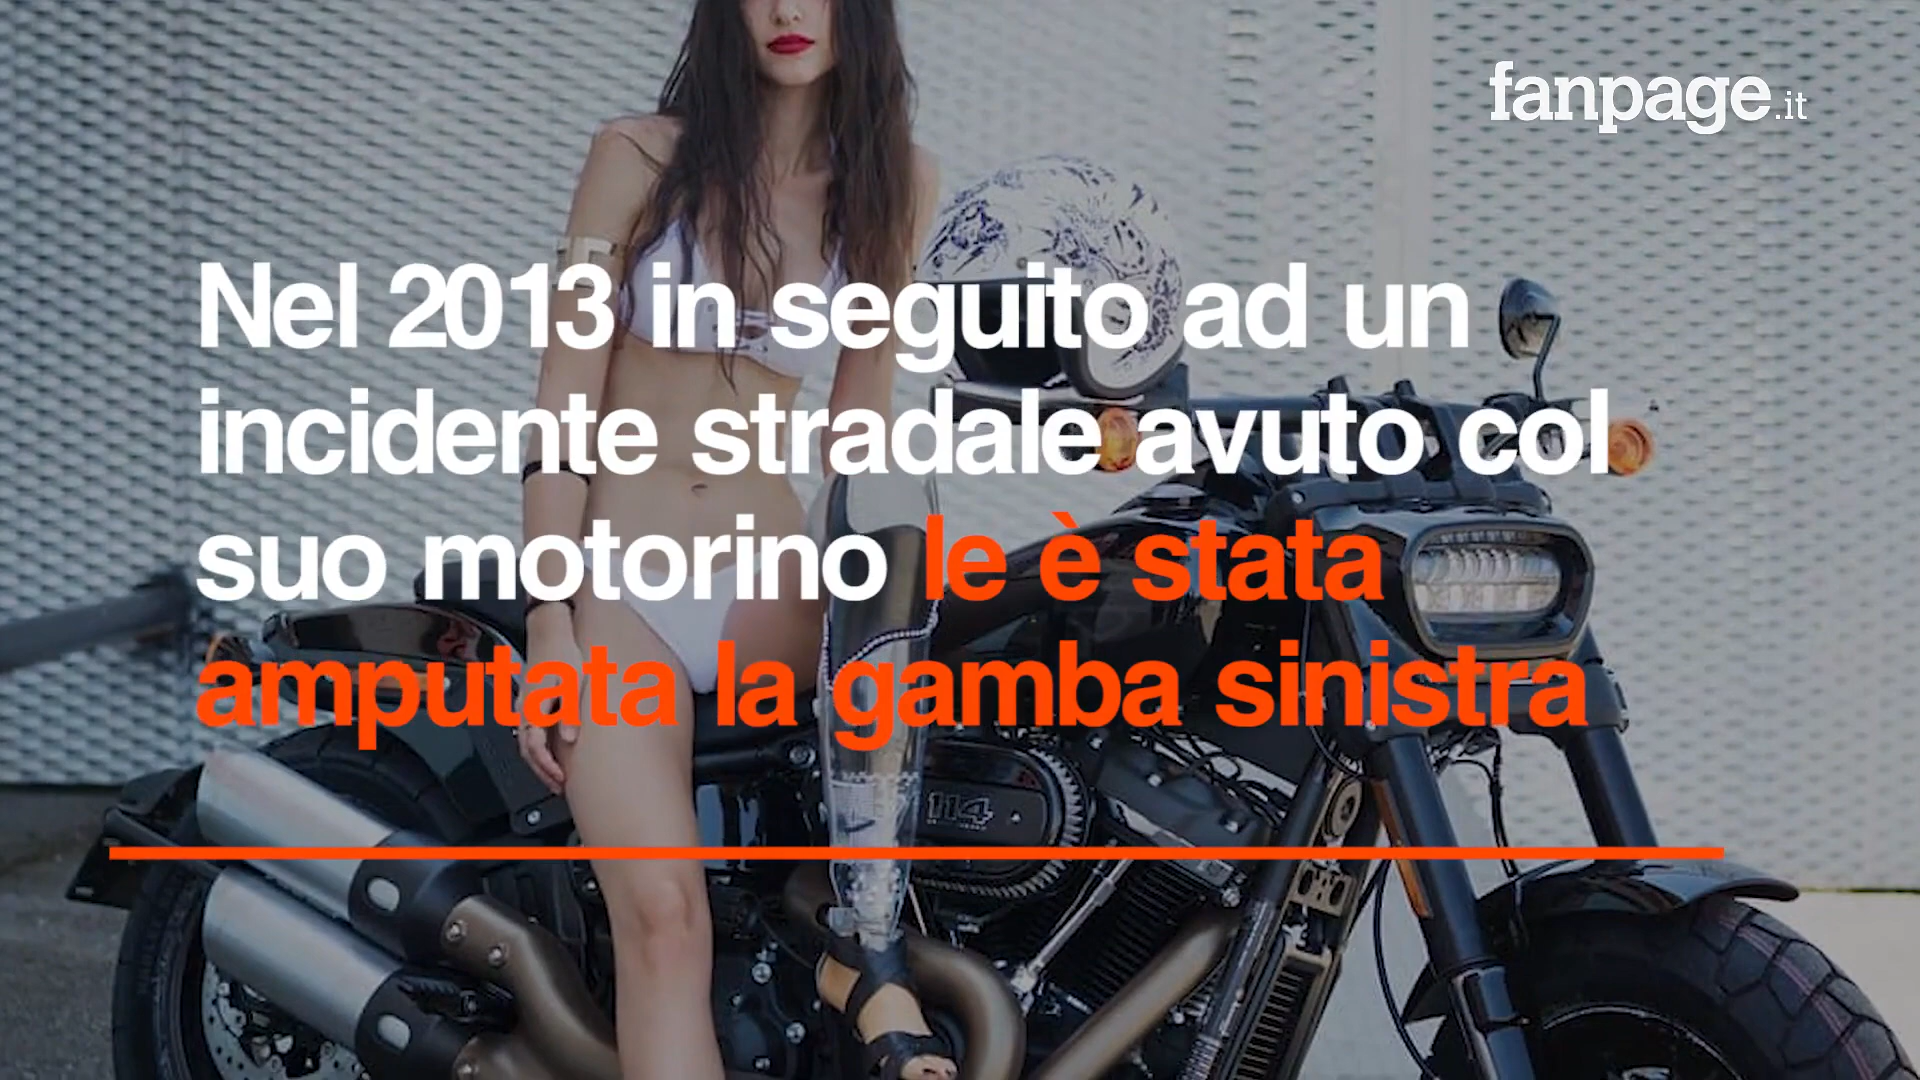 fanpage.it
Nel 2013 in seguito ad un
incidente stradale avuto col
suo motorino le è stata
amputata la gamba sinistra
114